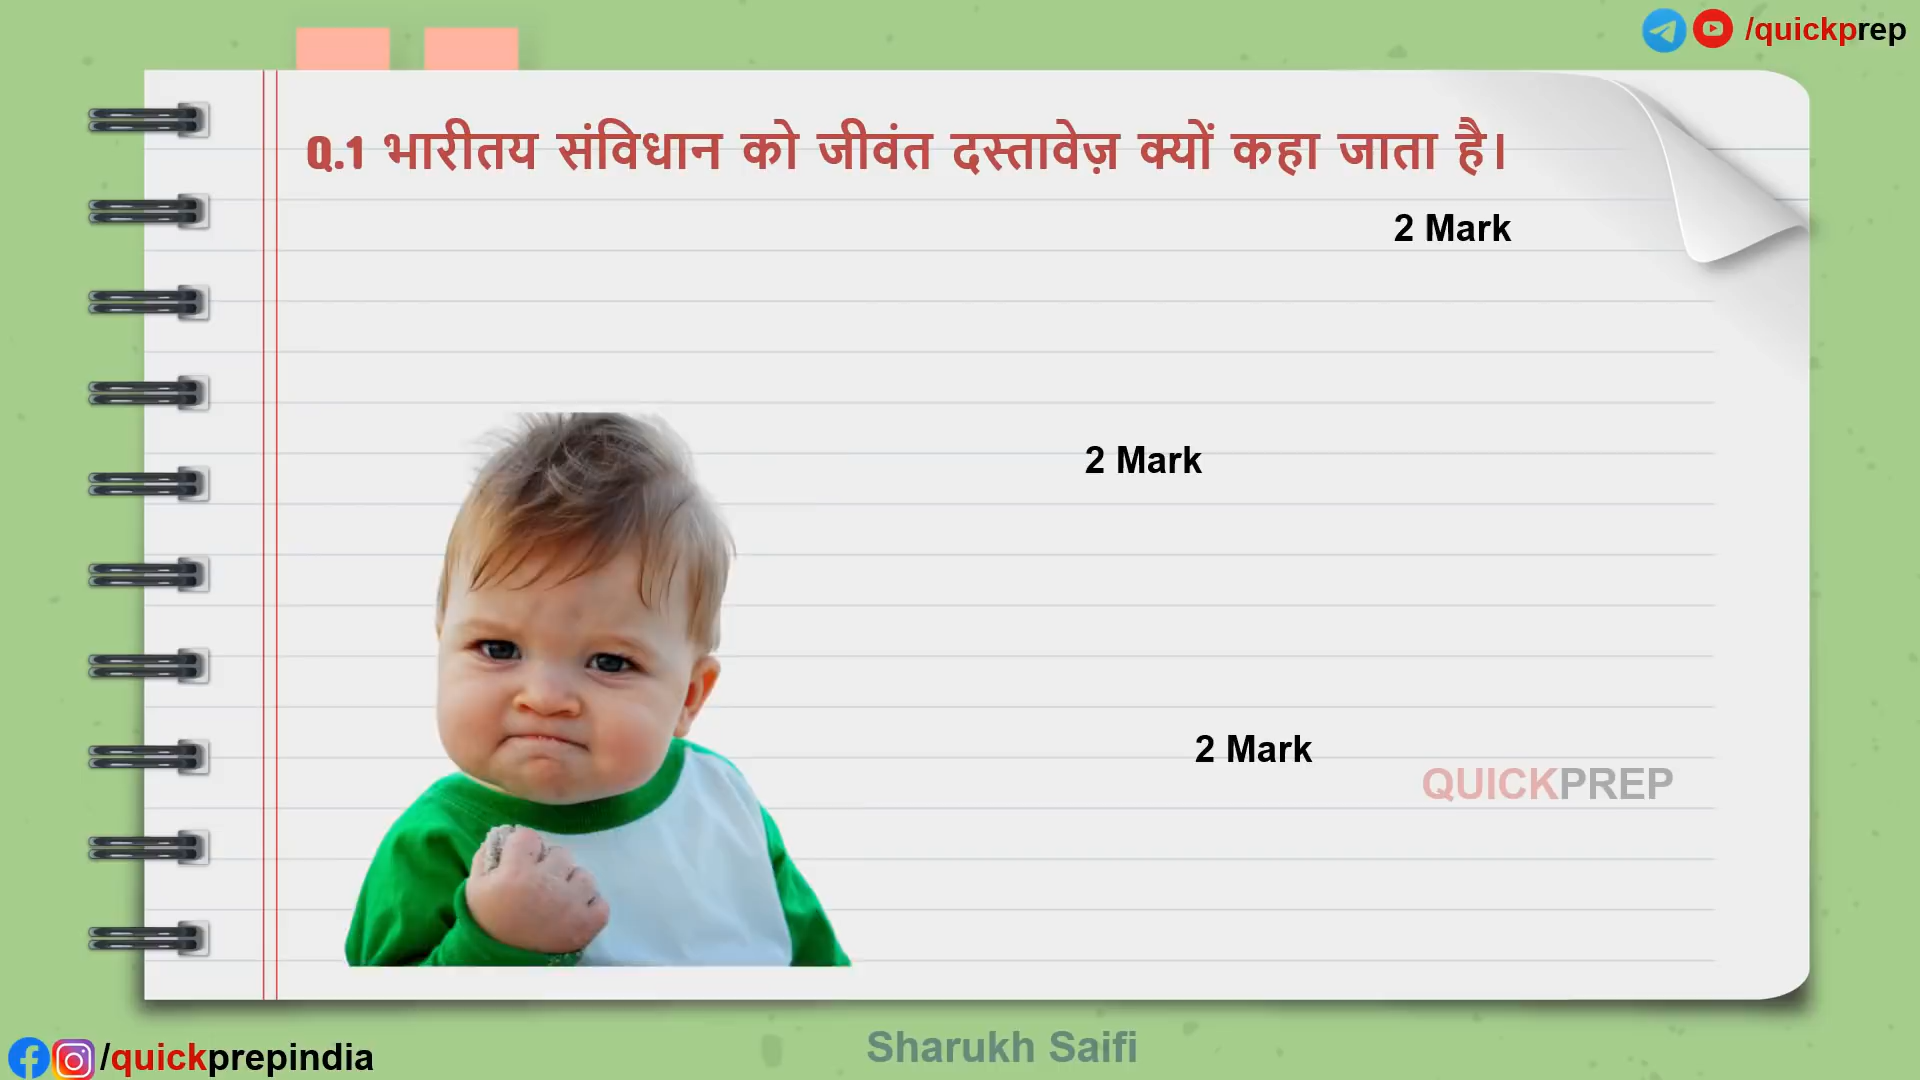 /quickprep
Q.1 भारीतय संविधान को जीवंत दस्तावेज़ क्यों कहा जाता है।
2 Mark
2 Mark
2 Mark
QUICKPREP
Sharukh Saifi
/quickprepindia